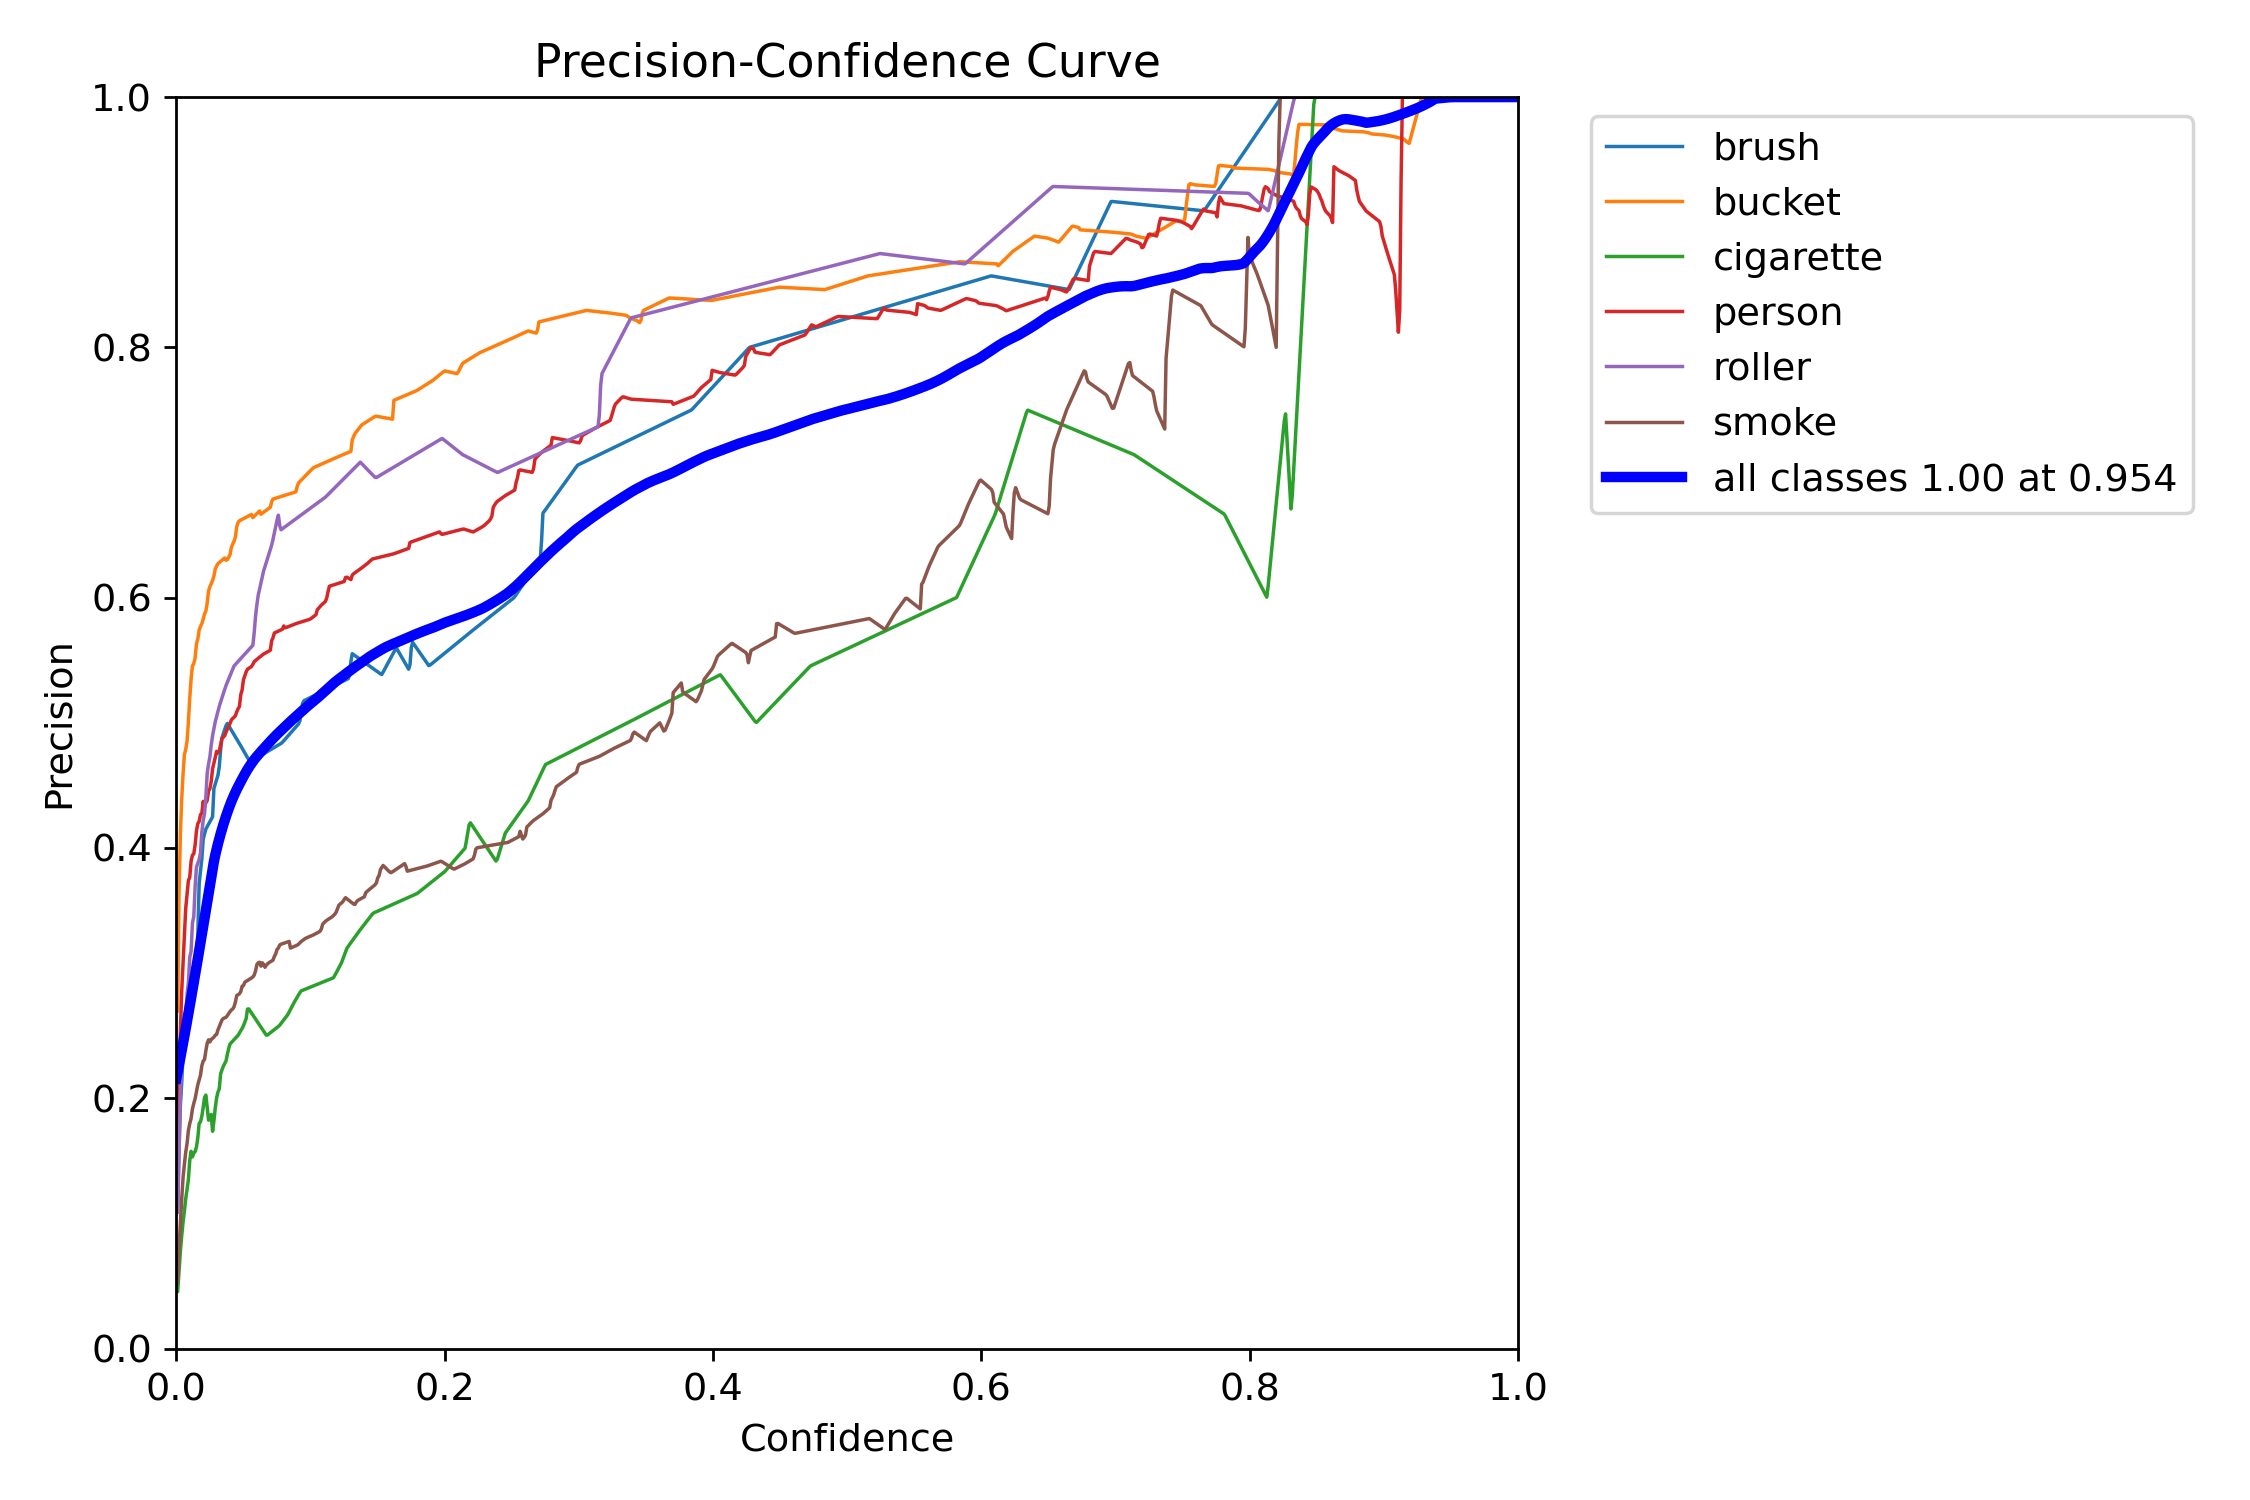 Precision-Confidence Curve
1.0
0.8
0.6
0.4
0.2
0.0
Precision
0.0 0.2 0.4 0.6 0.8 1.0
Confidence
brush
bucket
cigarette
person
roller
smoke
all classes 1.00 at 0.954